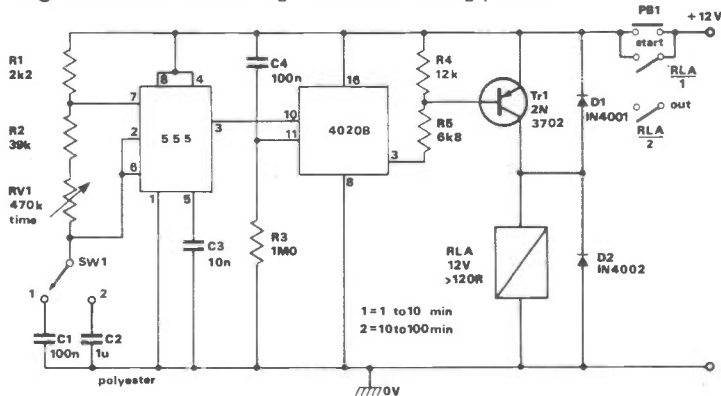 PB1
+12V
start
R1
2k2
C4
100n
R4
12k
RLA
1
8
4
16
7
Tr1
2N
3702
D1
IN4001
out
RLA
2
R2
39k
2
555
3
10
4020B
11
R5
6k8
6
3
RV1
470k
time
1
5
8
SW1
C3
10n
R3
1M0
RLA
12V
>120R
D2
IN4002
1
2
1 = 1 to 10 min
2 = 10 to 100 min
C1
100n
C2
1u
polyester
0V